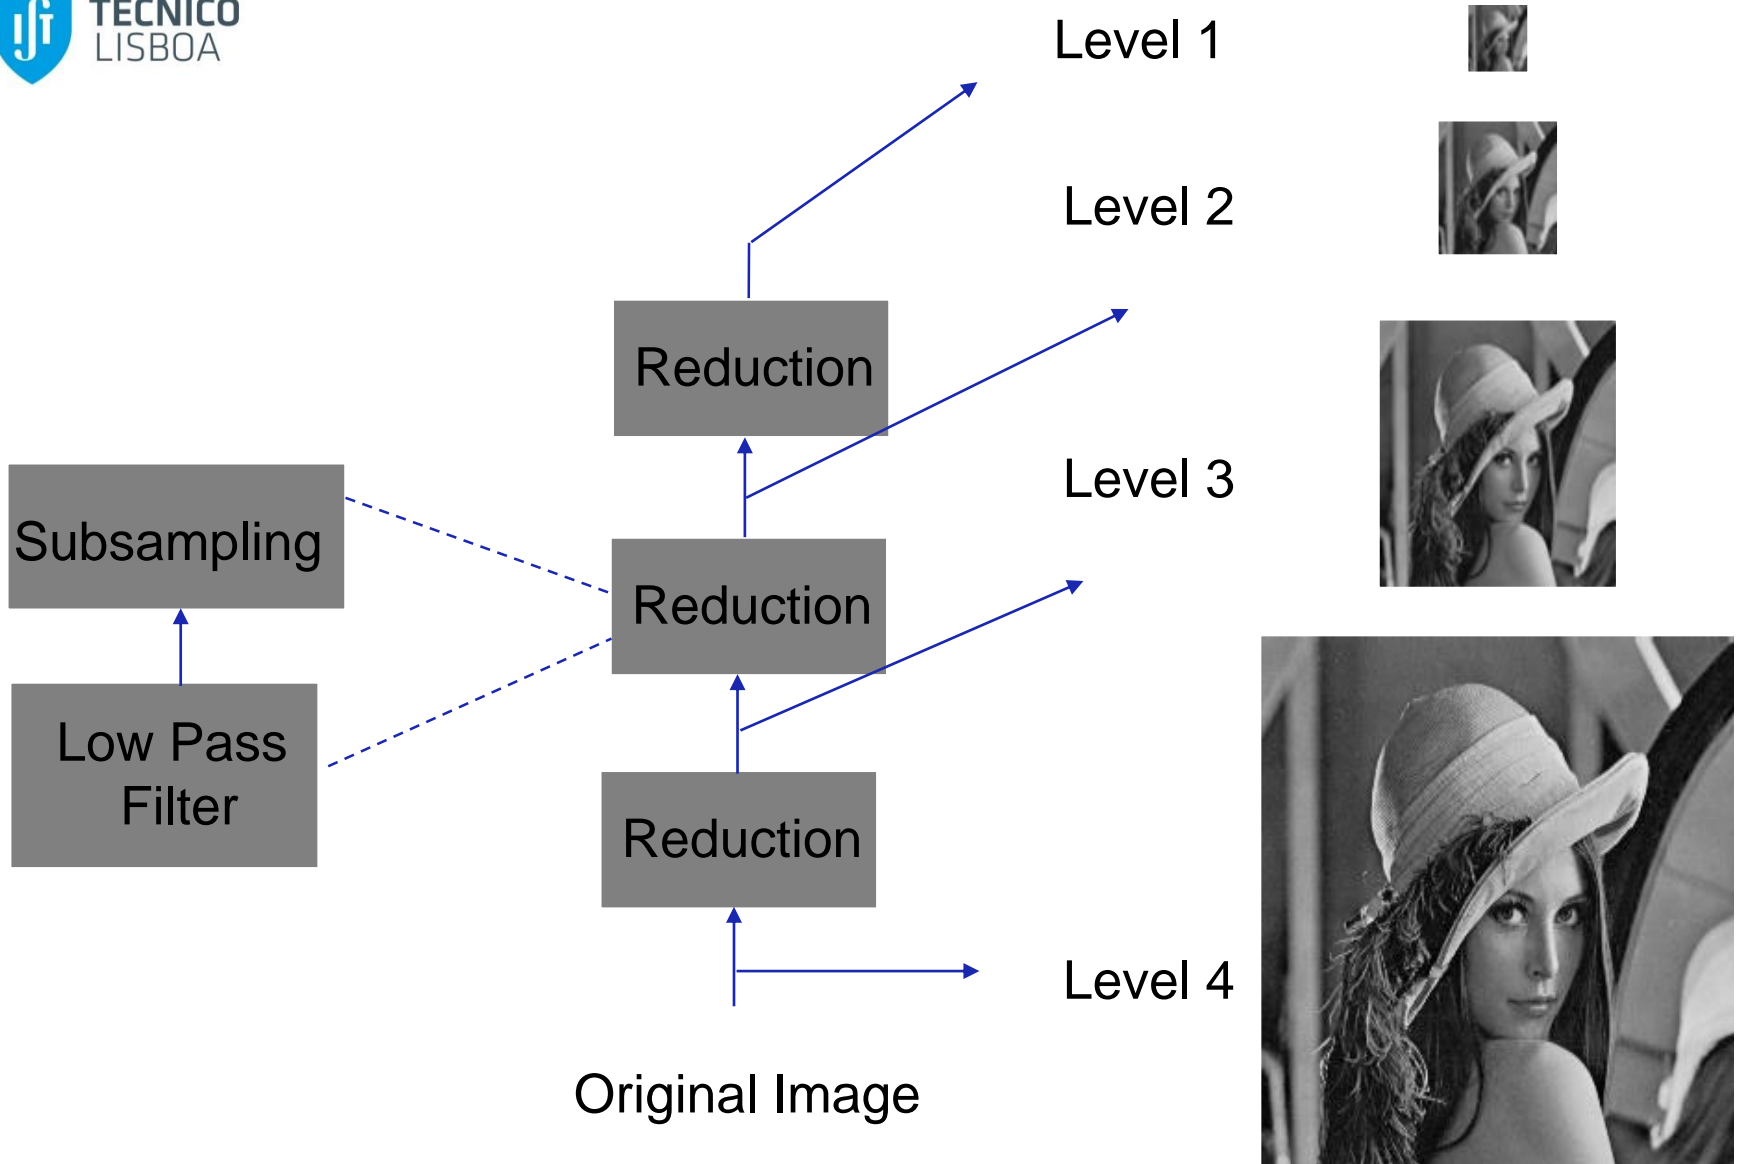 TECNICO
LISBOA
Level 1
Level 2
Reduction
Level 3
Subsampling
Reduction
Low Pass
Filter
Reduction
Level 4
Original Image